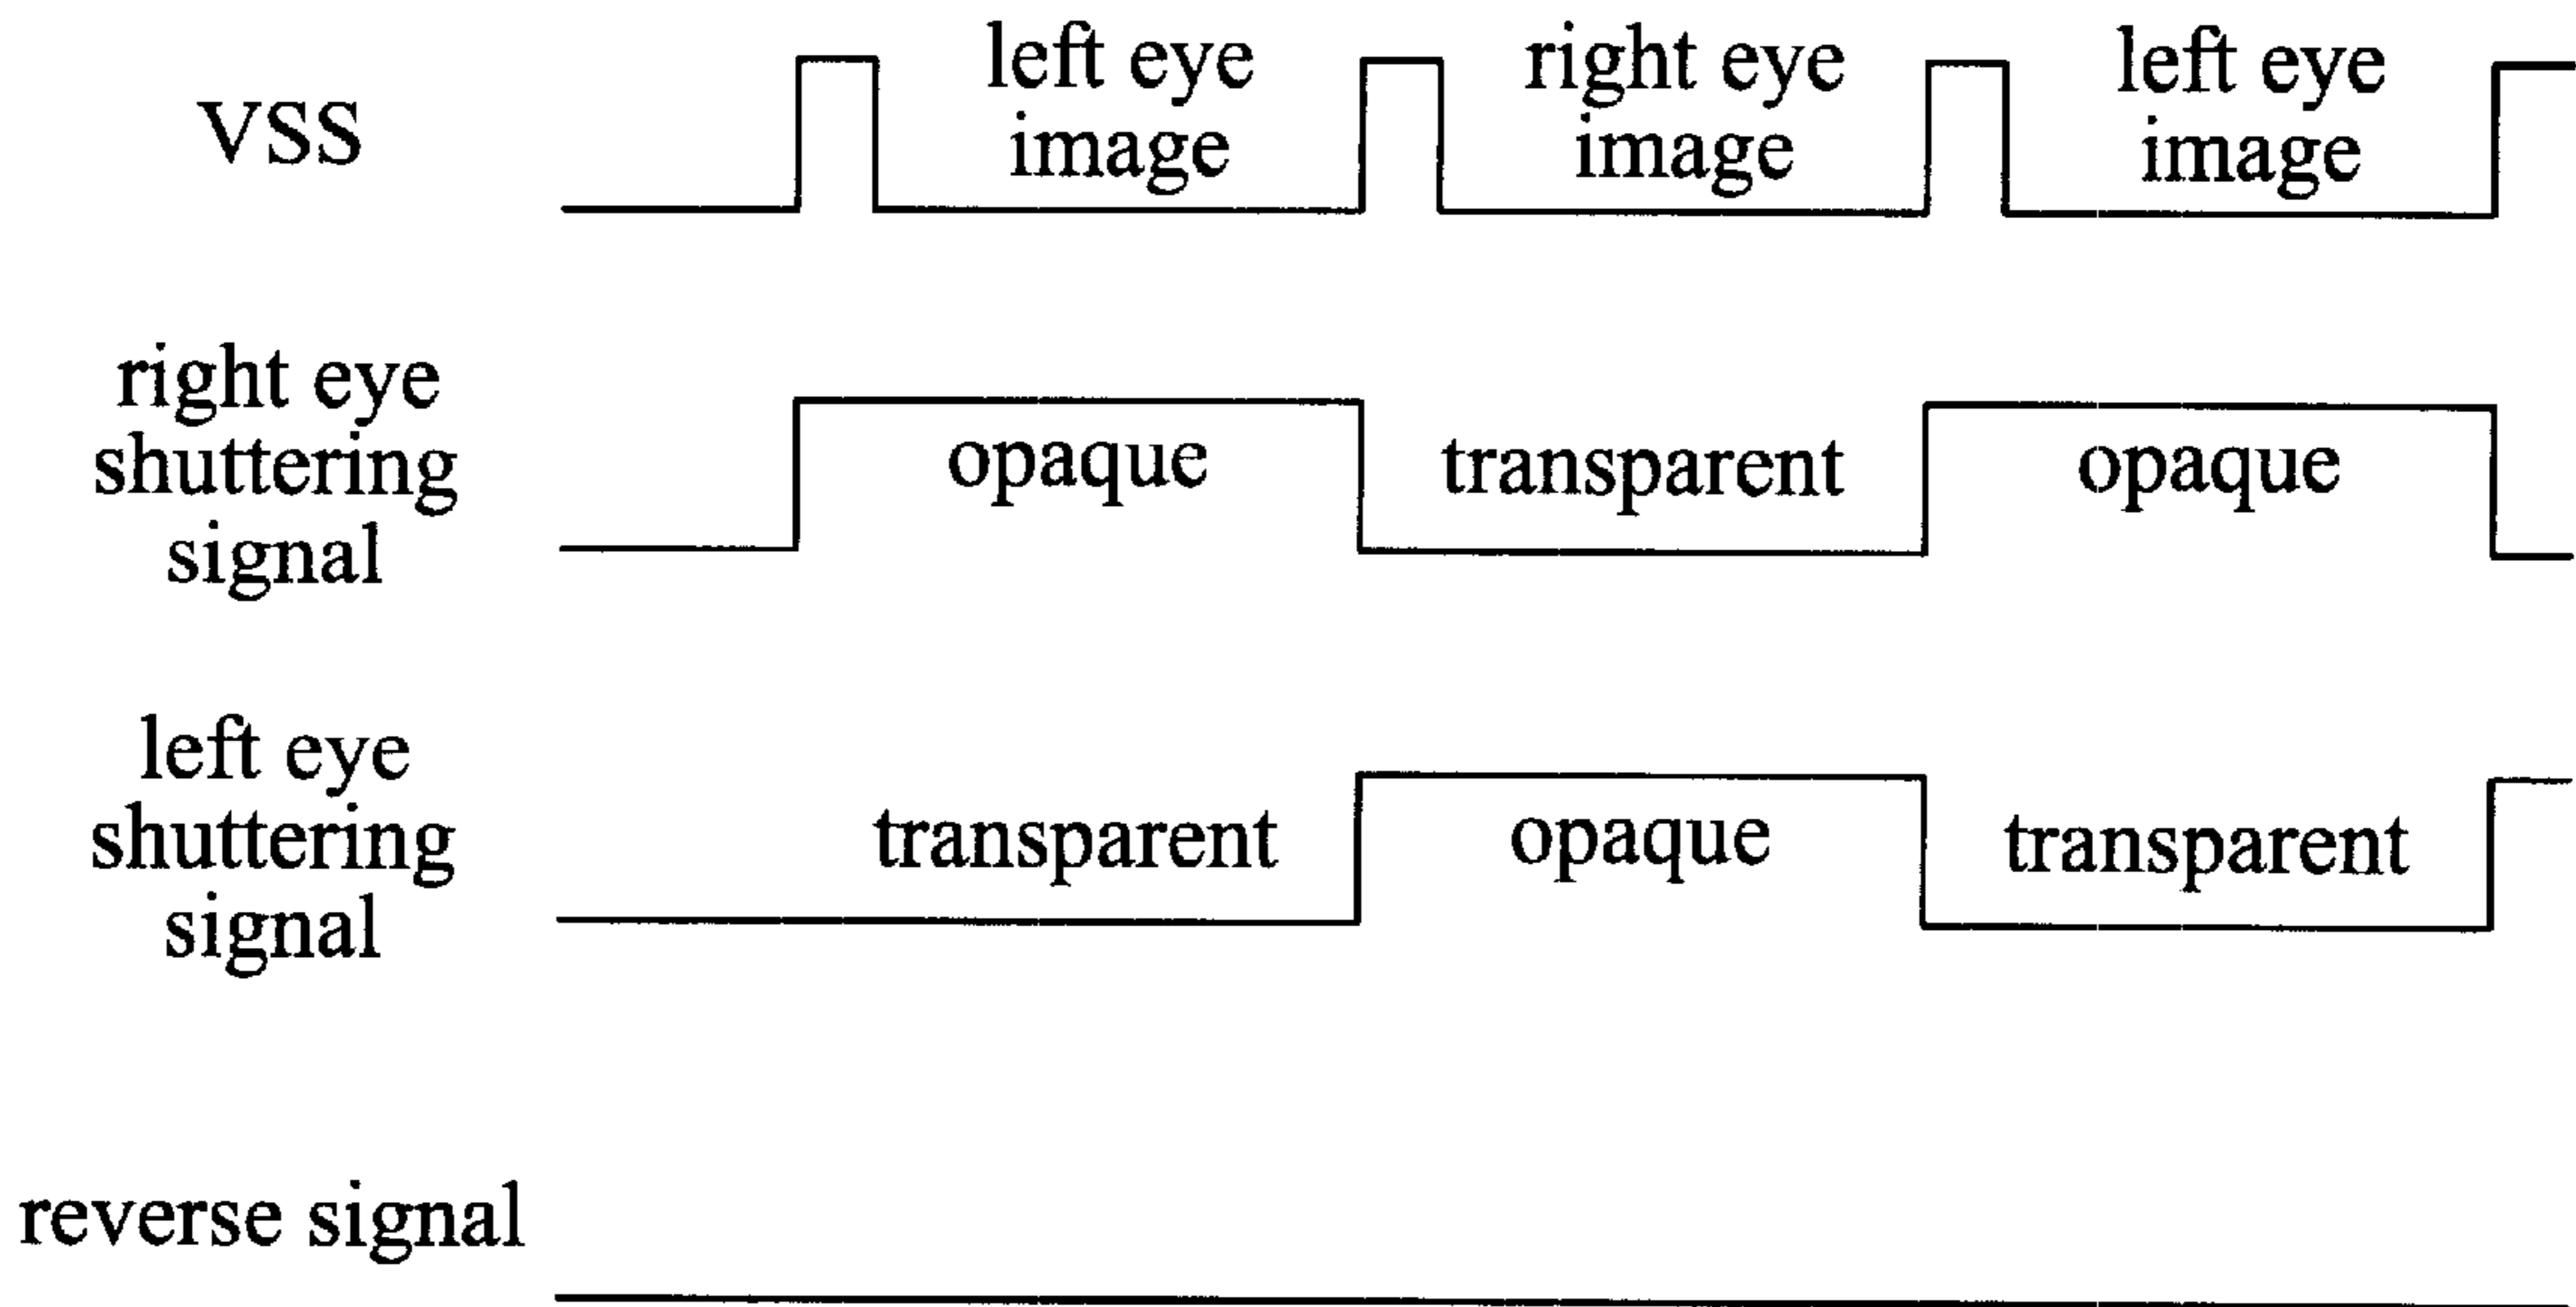 VSS
left eye
image
right eye
image
left eye
image
right eye
shuttering
signal
opaque
transparent
opaque
left eye
shuttering
signal
transparent
opaque
transparent
reverse signal